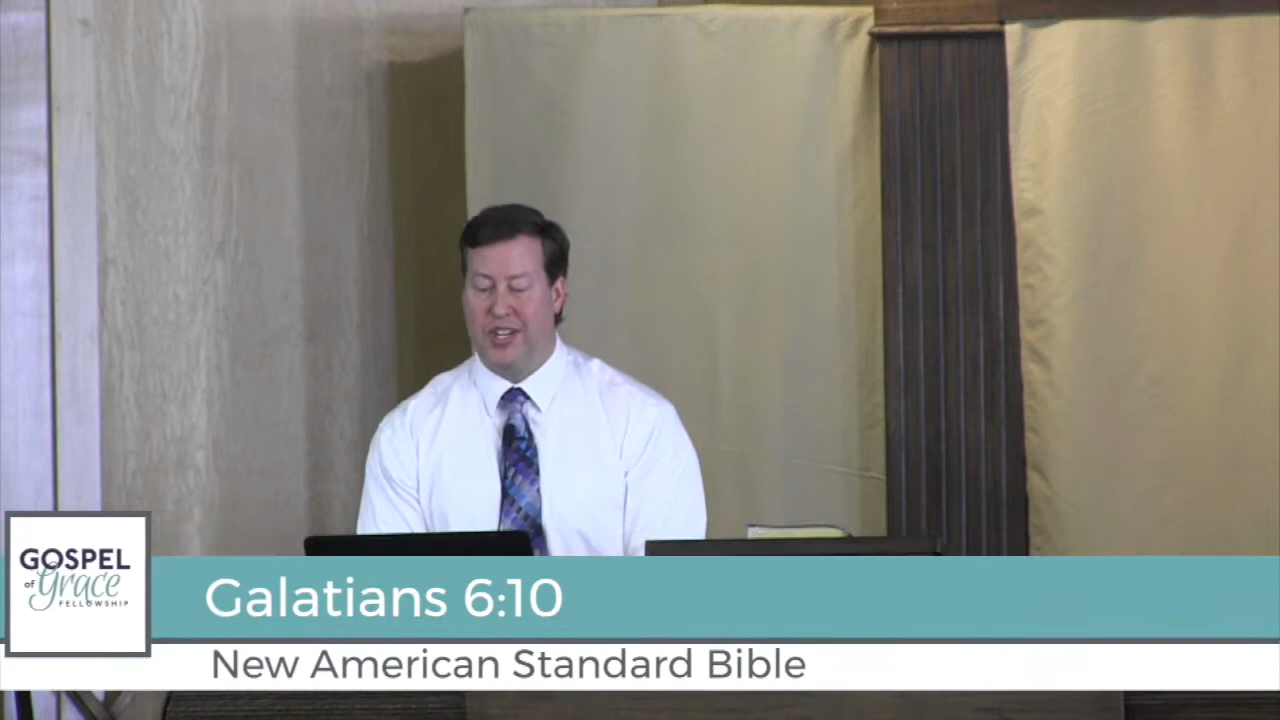 GOSPEL
of Grace
FELLOWSHIP
Galatians 6:10
New American Standard Bible